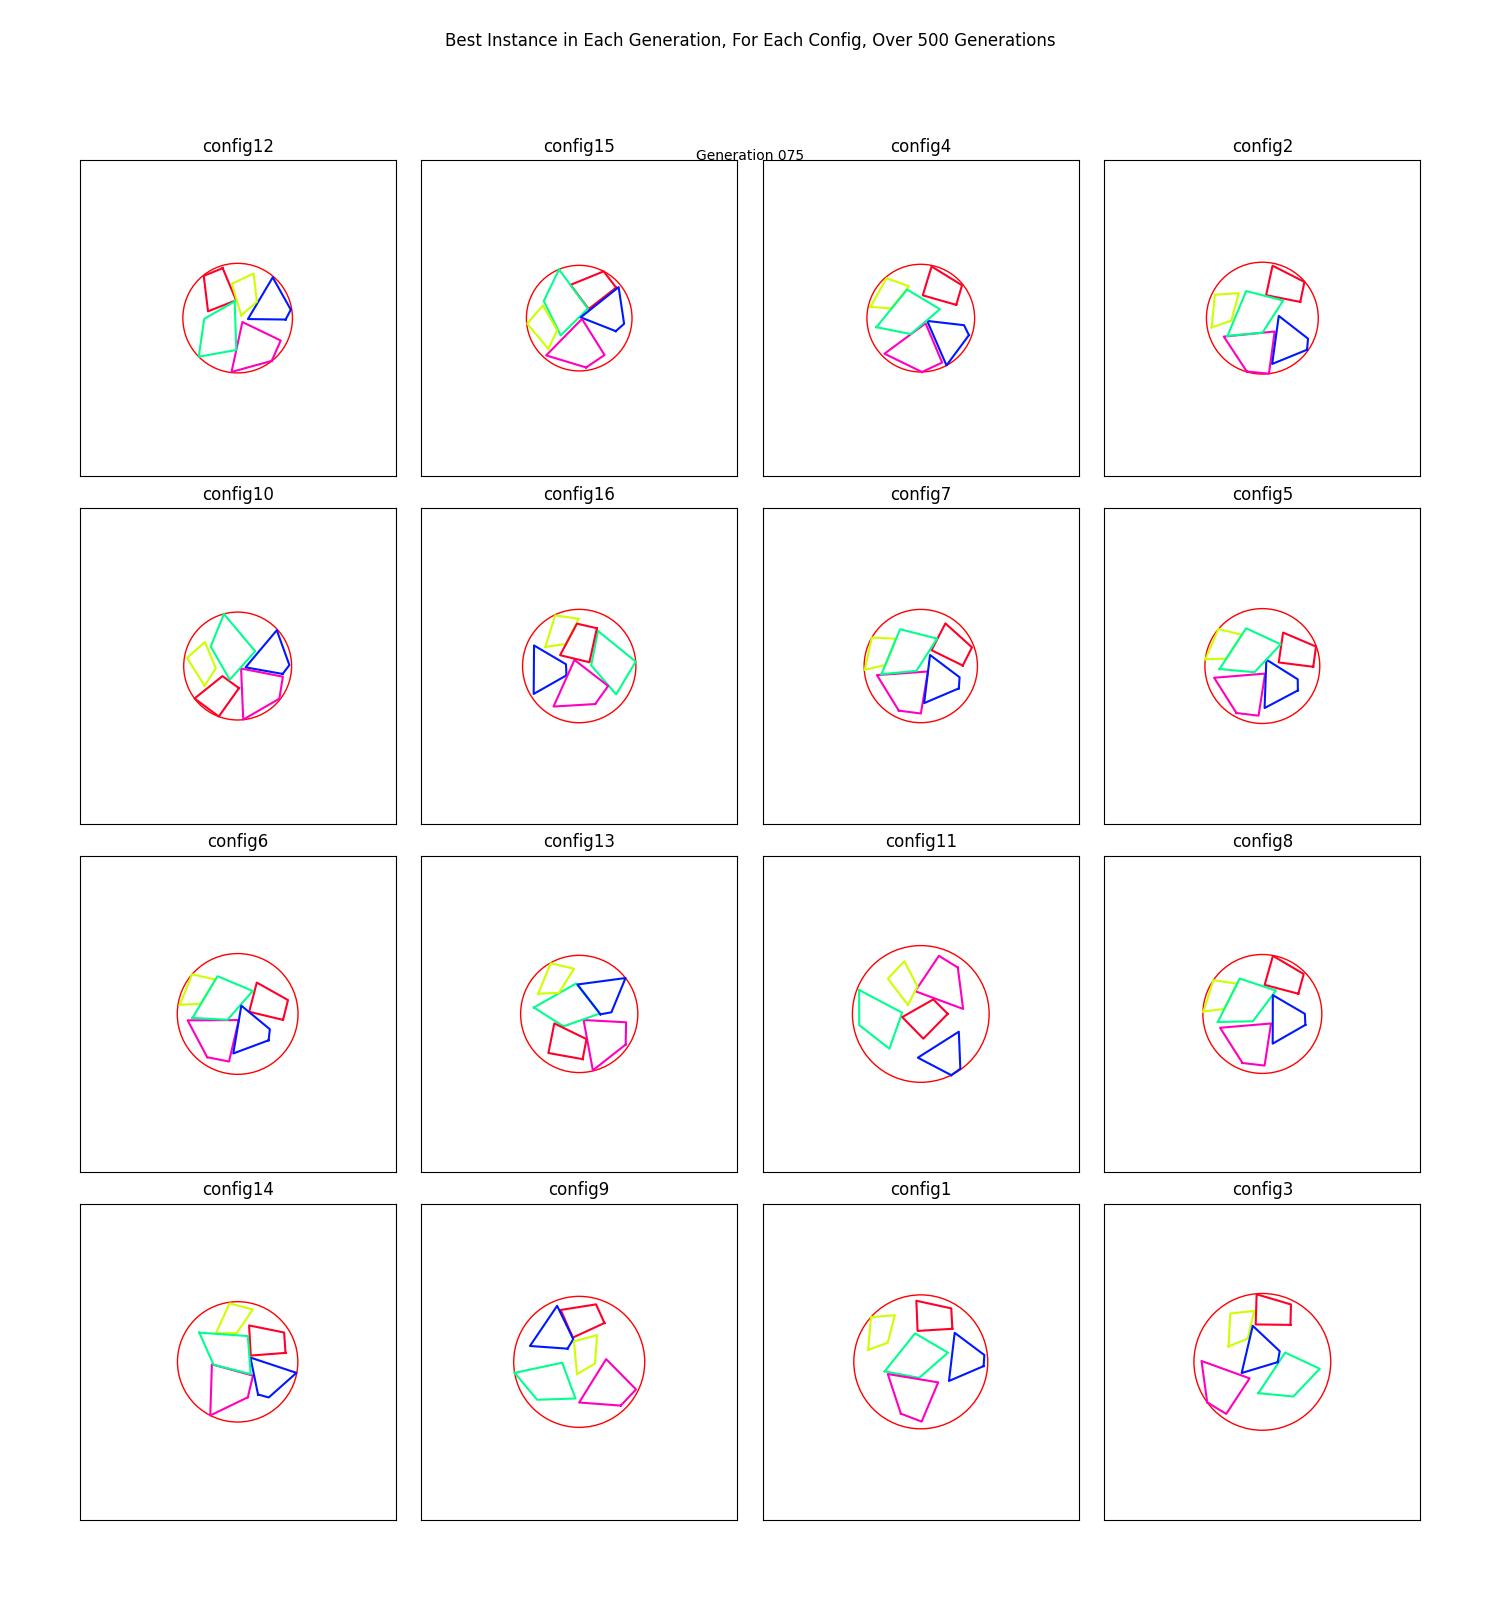 Best Instance in Each Generation, For Each Config, Over 500 Generations
Generation 075
config12
config15
config4
config2
config10
config16
config7
config5
config6
config13
config11
config8
config14
config9
config1
config3